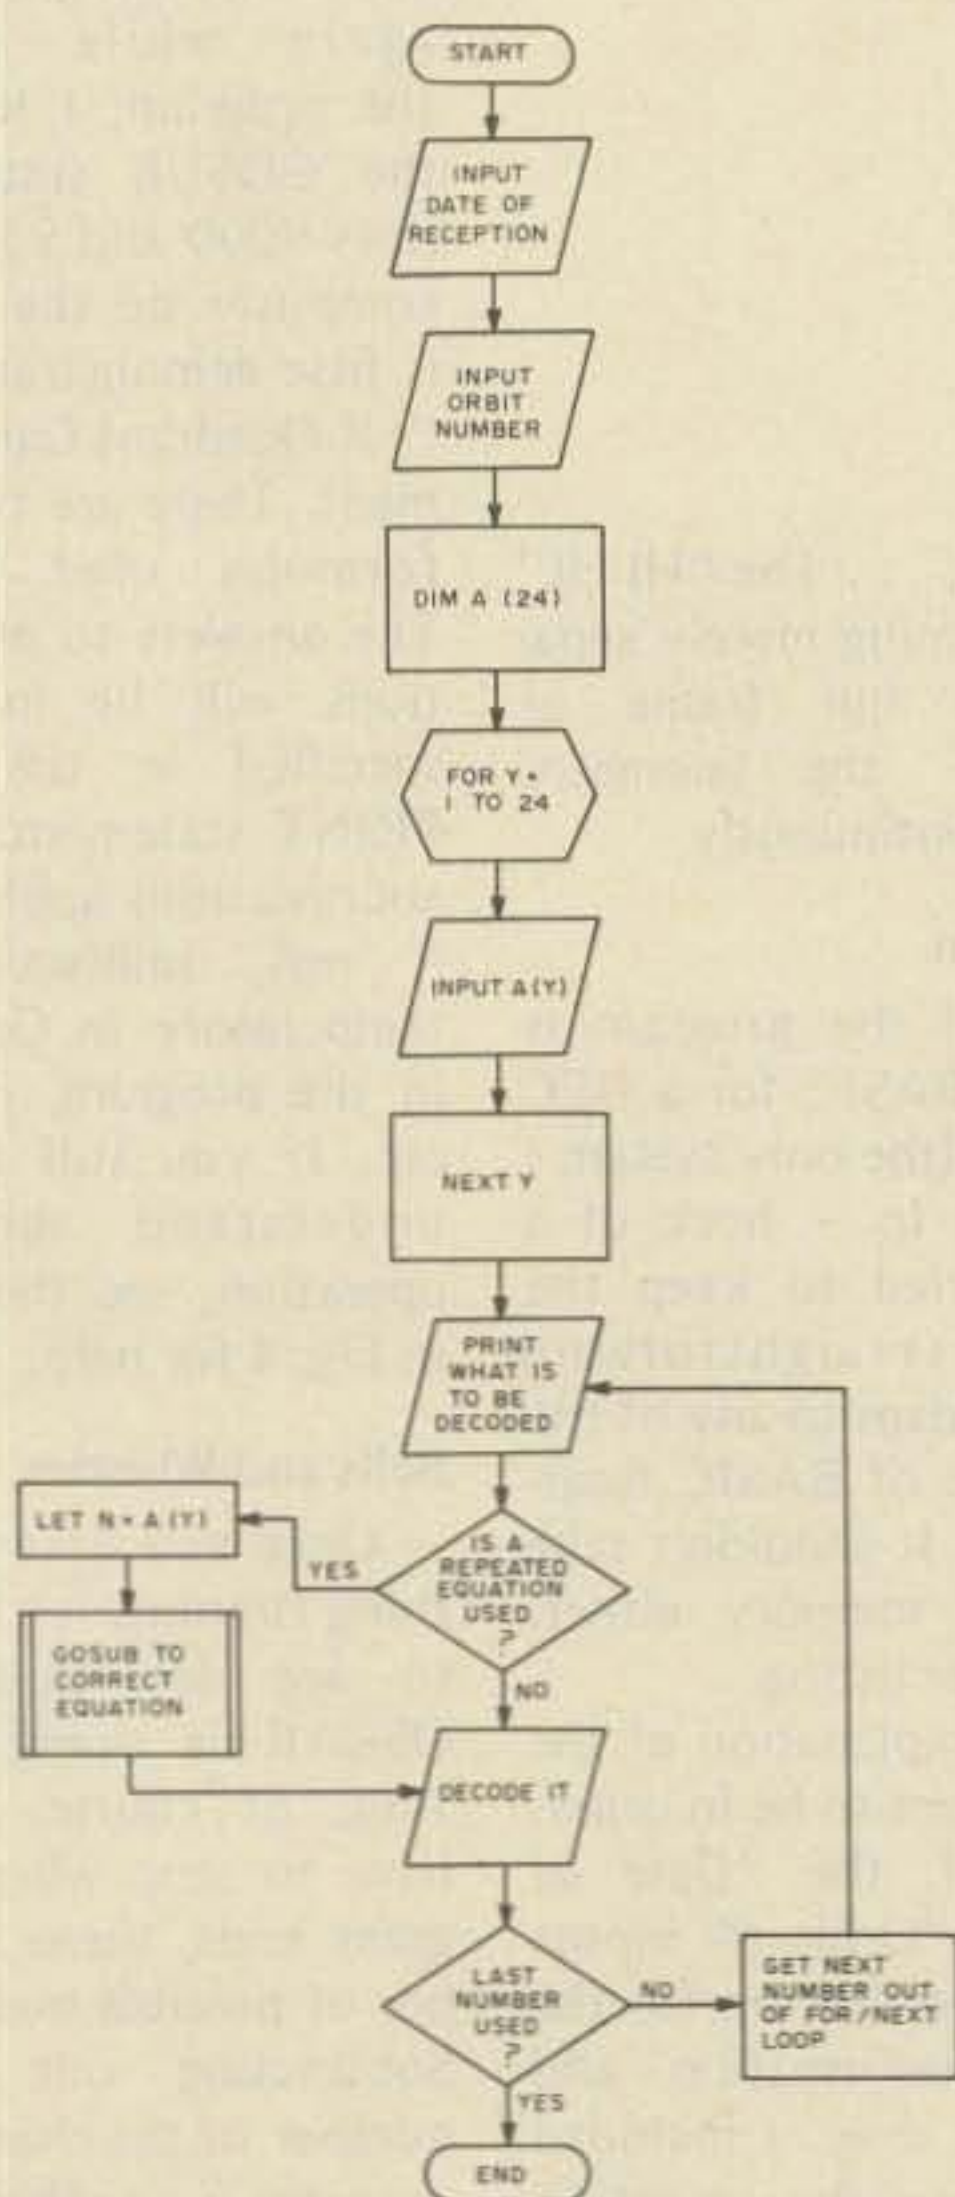 START
INPUT
DATE OF
RECEPTION
INPUT
ORBIT
NUMBER
DIM A (24)
FOR Y =
1 TO 24
INPUT A(Y)
NEXT Y
PRINT
WHAT IS
TO BE
DECODED
IS A
REPEATED
EQUATION
USED
?
YES
LET N = A (Y)
GOSUB TO
CORRECT
EQUATION
NO
DECODE IT
LAST
NUMBER
USED
?
NO
GET NEXT
NUMBER OUT
OF FOR/NEXT
LOOP
YES
END